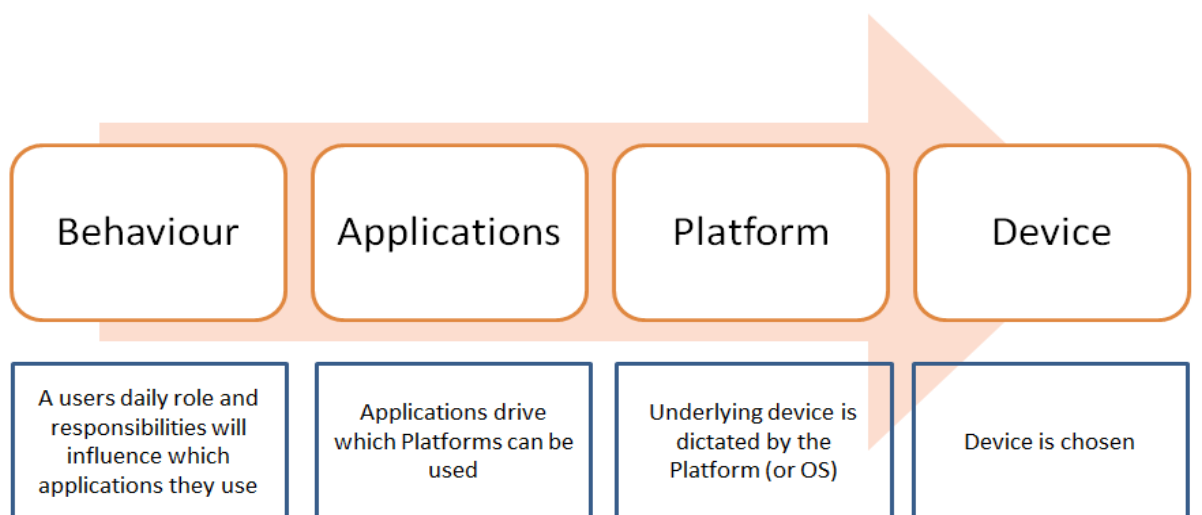 Behaviour
Applications
Platform
Device
A users daily role and
responsibilities will
influence which
applications they use
Applications drive
which Platforms can be
used
Underlying device is
dictated by the
Platform (or OS)
Device is chosen